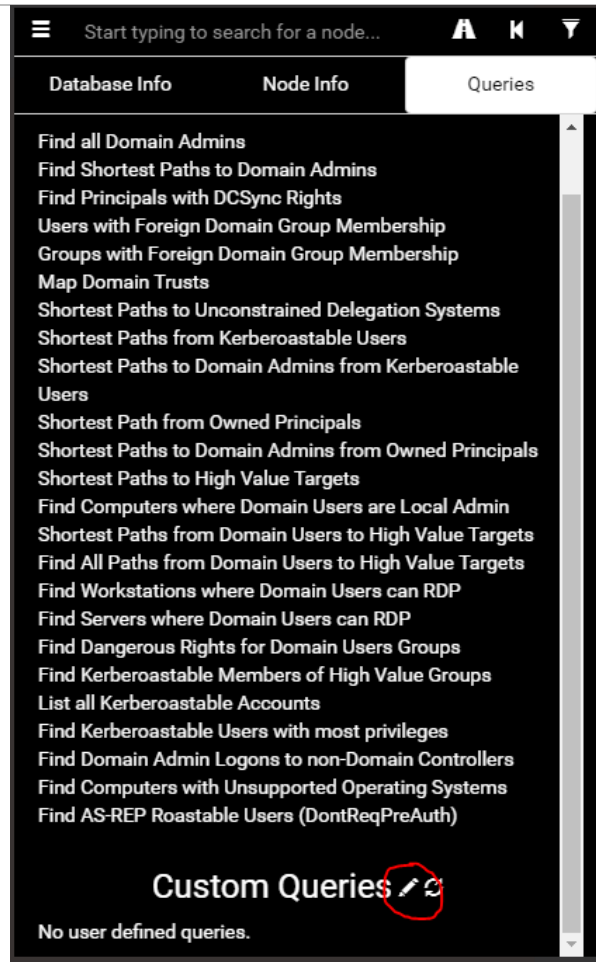 Start typing to search for a node...
Database Info Node Info Queries
Find all Domain Admins
Find Shortest Paths to Domain Admins
Find Principals with DCSync Rights
Users with Foreign Domain Group Membership
Groups with Foreign Domain Group Membership
Map Domain Trusts
Shortest Paths to Unconstrained Delegation Systems
Shortest Paths from Kerberoastable Users
Shortest Paths to Domain Admins from Kerberoastable
Users
Shortest Path from Owned Principals
Shortest Paths to Domain Admins from Owned Principals
Shortest Paths to High Value Targets
Find Computers where Domain Users are Local Admin
Shortest Paths from Domain Users to High Value Targets
Find All Paths from Domain Users to High Value Targets
Find Workstations where Domain Users can RDP
Find Servers where Domain Users can RDP
Find Dangerous Rights for Domain Users Groups
Find Kerberoastable Members of High Value Groups
List all Kerberoastable Accounts
Find Kerberoastable Users with most privileges
Find Domain Admin Logons to non-Domain Controllers
Find Computers with Unsupported Operating Systems
Find AS-REP Roastable Users (DontReqPreAuth)
Custom Queries
No user defined queries.